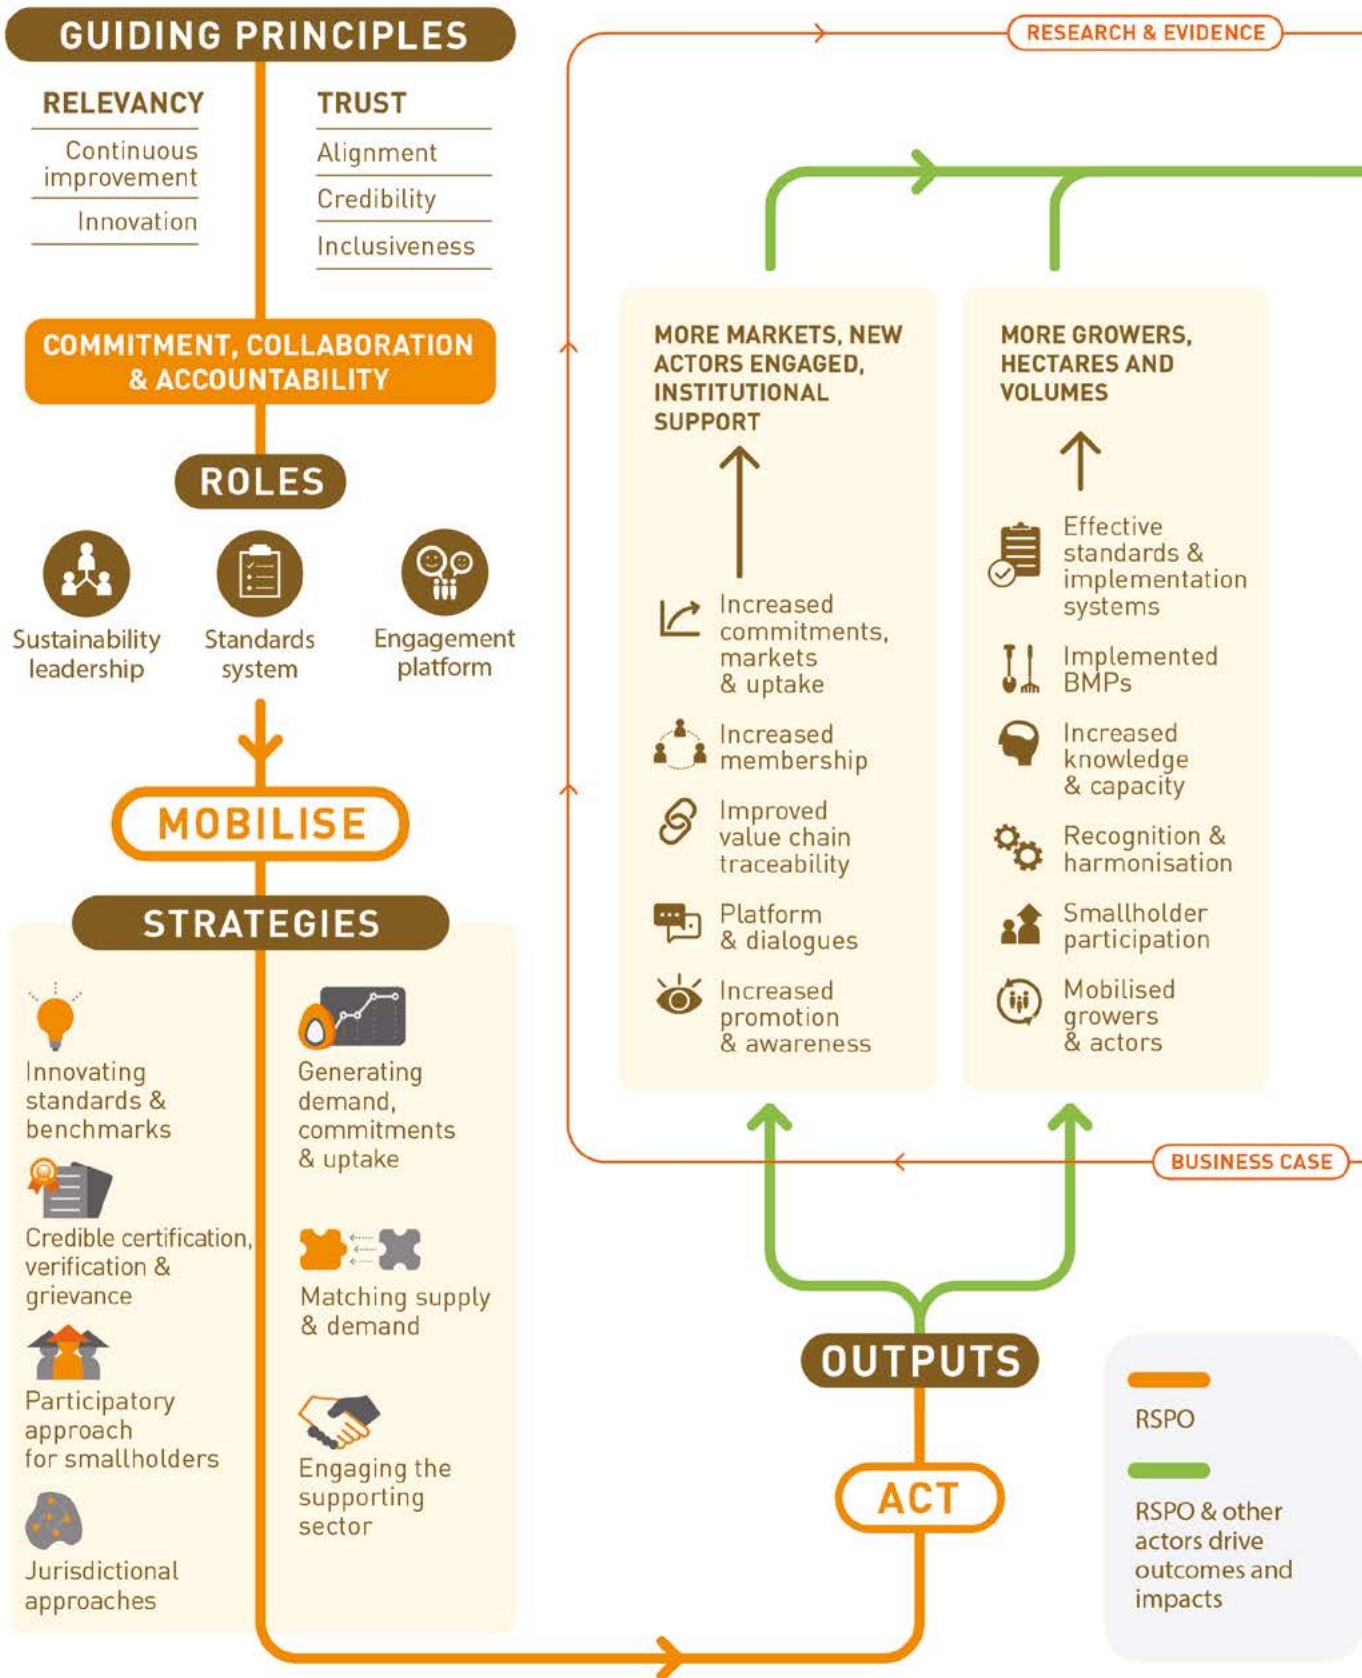 GUIDING PRINCIPLES
RELEVANCY
Continuous
improvement
Innovation
TRUST
Alignment
Credibility
Inclusiveness
COMMITMENT, COLLABORATION
& ACCOUNTABILITY
ROLES
Sustainability
leadership
Standards
system
Engagement
platform
MOBILISE
STRATEGIES
Innovating
standards &
benchmarks
Credible certification,
verification &
grievance
Participatory
approach
for smallholders
Jurisdictional
approaches
Generating
demand,
commitments
& uptake
Matching supply
& demand
Engaging the
supporting
sector
ACT
OUTPUTS
RESEARCH & EVIDENCE
MORE MARKETS, NEW
ACTORS ENGAGED,
INSTITUTIONAL
SUPPORT
Increased
commitments,
markets
& uptake
Increased
membership
Improved
value chain
traceability
Platform
& dialogues
Increased
promotion
& awareness
MORE GROWERS,
HECTARES AND
VOLUMES
Effective
standards &
implementation
systems
Implemented
BMPs
Increased
knowledge
& capacity
Recognition &
harmonisation
Smallholder
participation
Mobilised
growers
& actors
BUSINESS CASE
RSPO
RSPO & other
actors drive
outcomes and
impacts